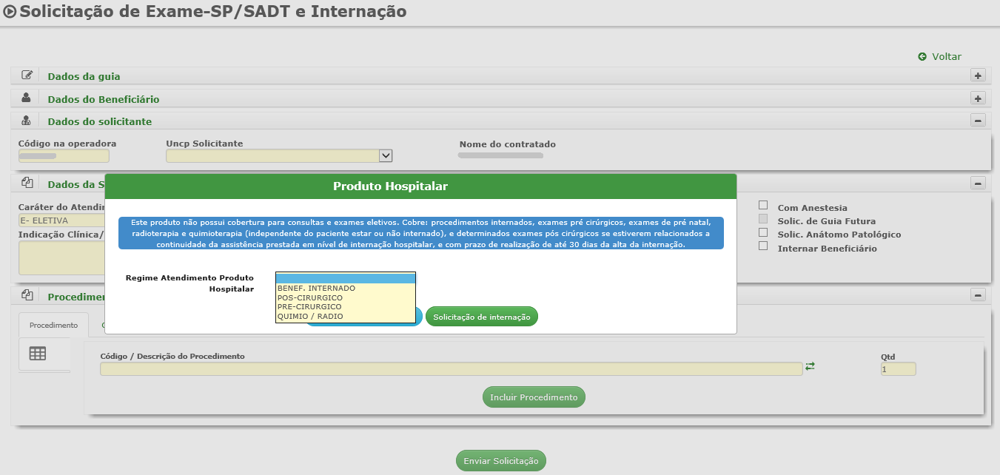 Solicitação de Exame-SP/SADT e Internação
Voltar
Dados da guia
Dados do Beneficiário
Dados do solicitante
Código na operadora
Uncp Solicitante
Nome do contratado
Dados da S
Caráter do Atendi
E- ELETIVA
Indicação Clínica/
Com Anestesia
Solic. de Guia Futura
Solic. Anátomo Patológico
Internar Beneficiário
Produto Hospitalar
Este produto não possui cobertura para consultas e exames eletivos. Cobre: procedimentos internados, exames pré cirúrgicos, exames de pré natal,
radioterapia e quimioterapia (independente do paciente estar ou não internado), e determinados exames pós cirúrgicos se estiverem relacionados a
continuidade da assistência prestada em nível de internação hospitalar, e com prazo de realização de até 30 dias da alta da internação.
Regime Atendimento Produto
Hospitalar
BENEF. INTERNADO
POS-CIRURGICO
PRE-CIRURGICO
QUIMIO / RADIO
Solicitação de internação
Procedimen
Procedimento
Código / Descrição do Procedimento
Qtd
1
Incluir Procedimento
Enviar Solicitação